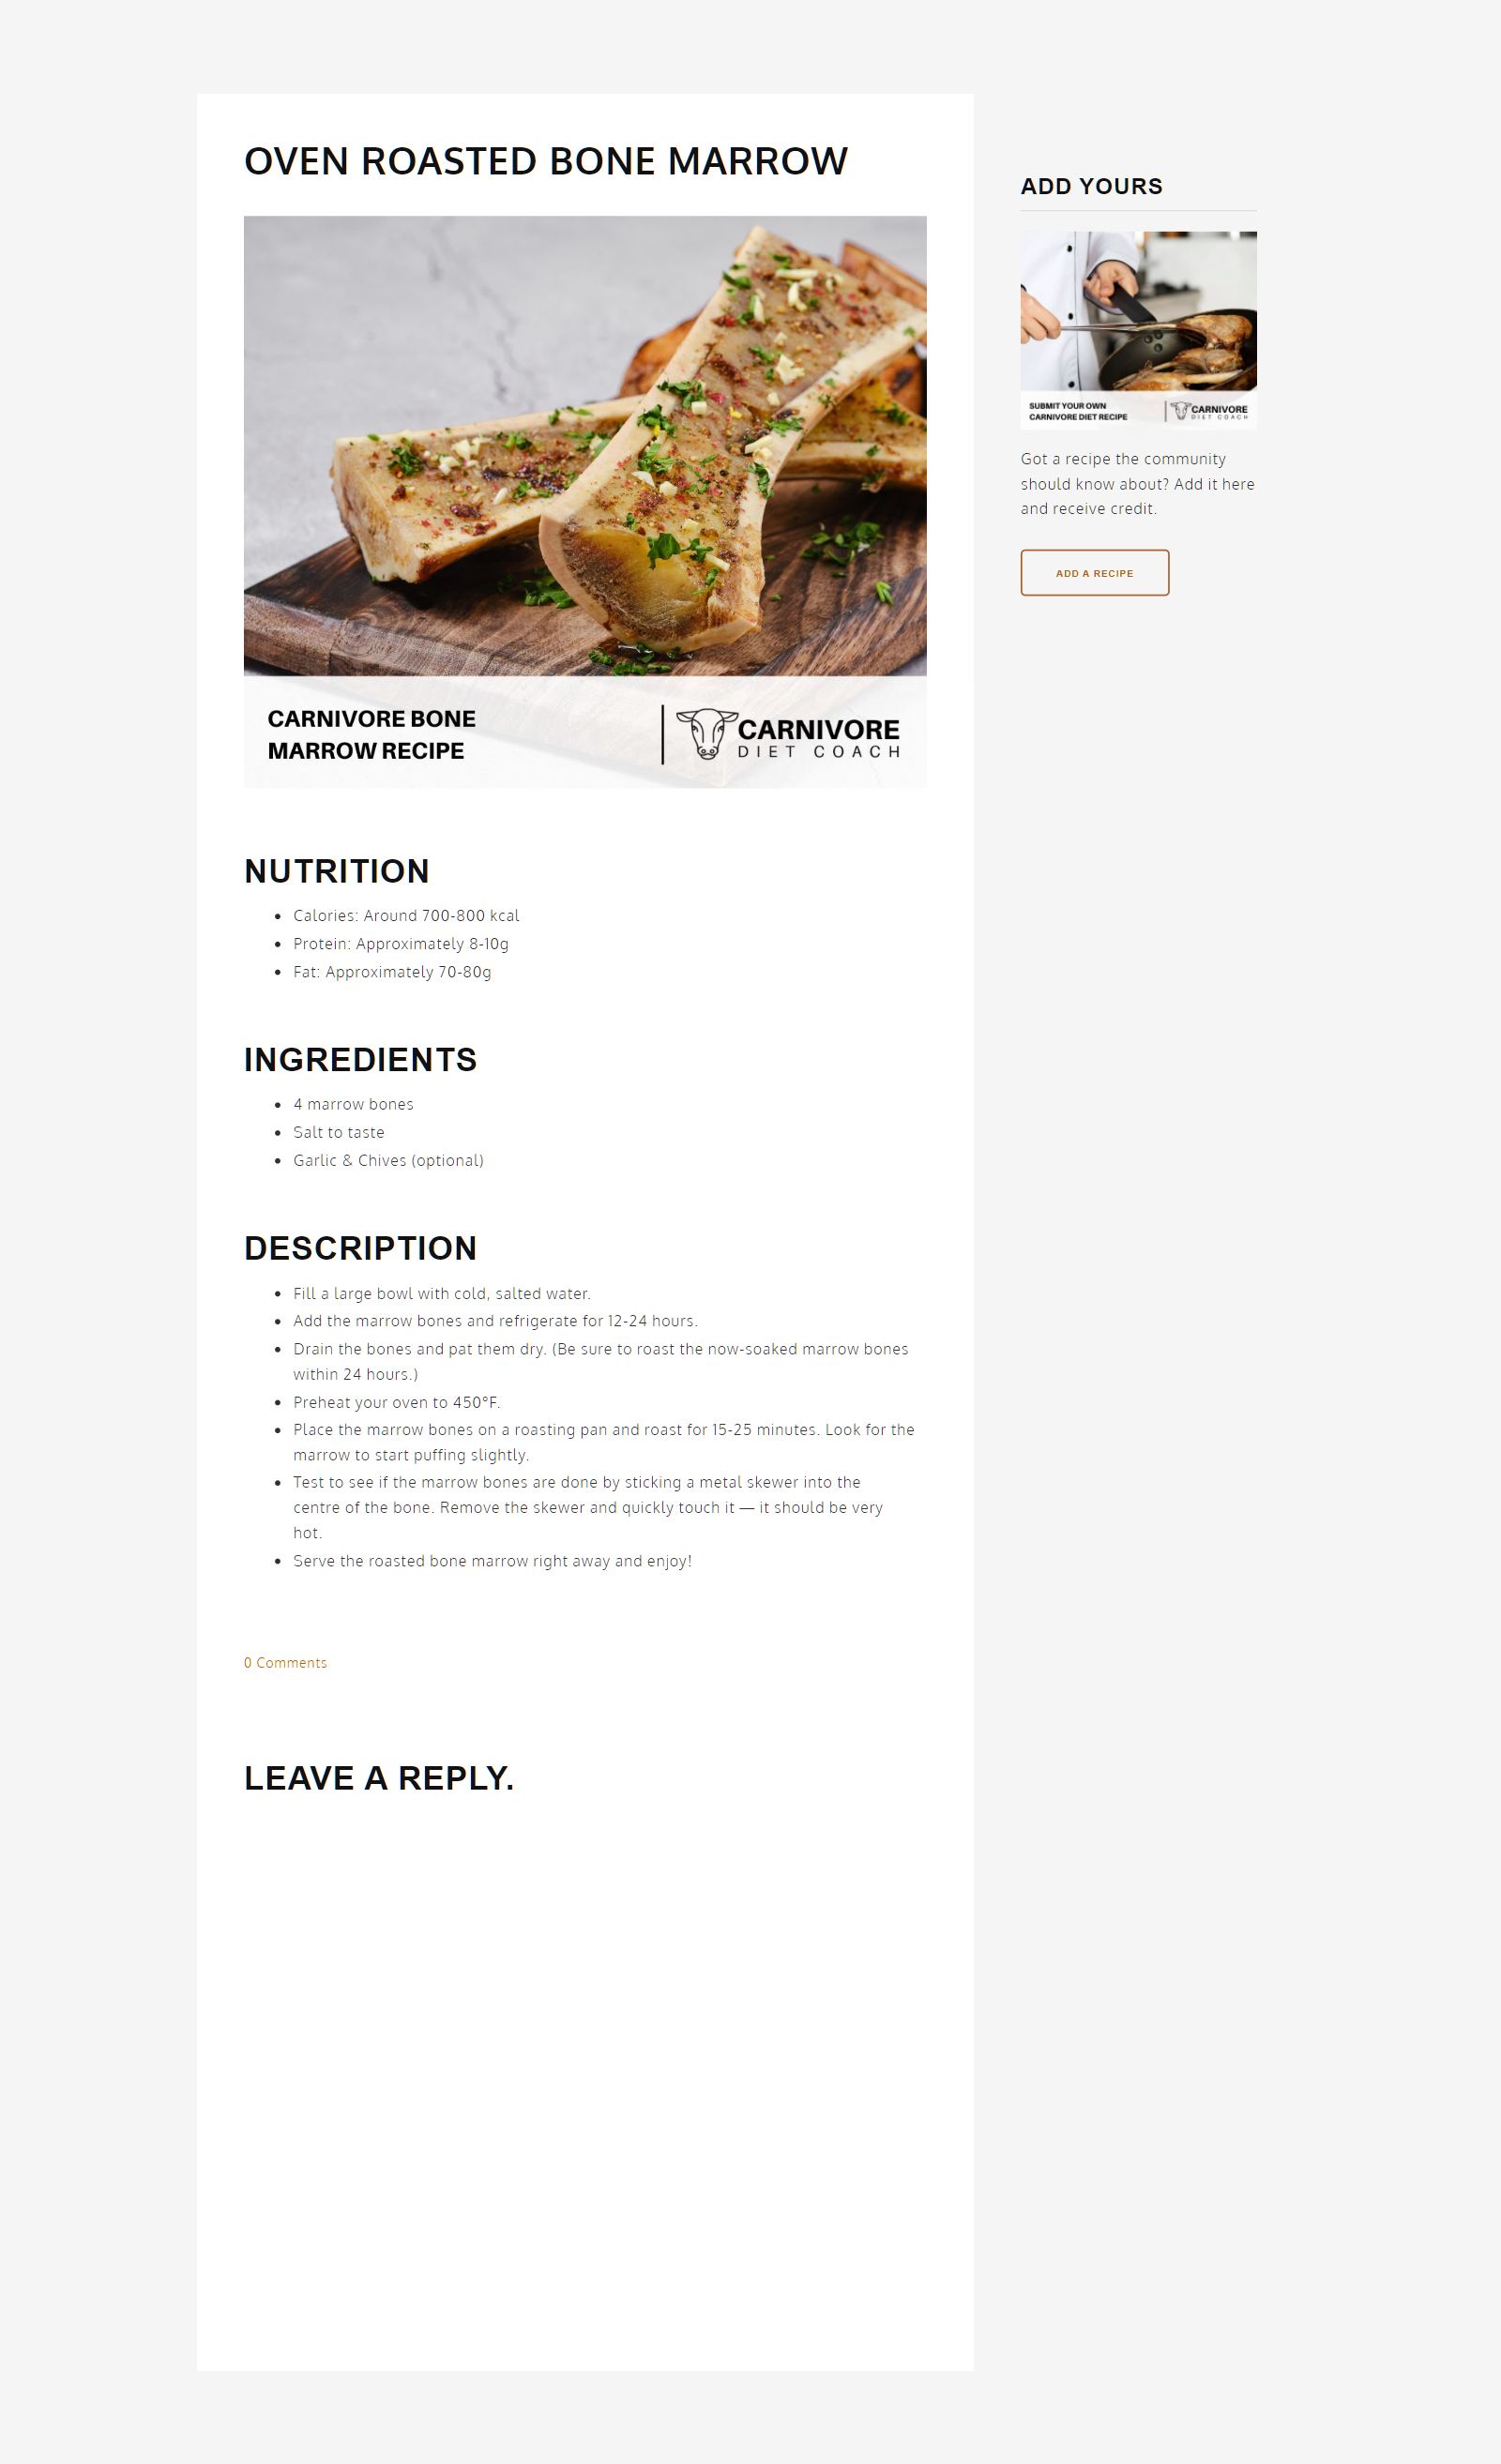 OVEN ROASTED BONE MARROW
CARNIVORE BONE
MARROW RECIPE
CARNIVORE
DIET COACH
NUTRITION
Calories: Around 700-800 kcal
Protein: Approximately 8-10g
Fat: Approximately 70-80g
INGREDIENTS
4 marrow bones
Salt to taste
Garlic & Chives (optional)
DESCRIPTION
Fill a large bowl with cold, salted water.
Add the marrow bones and refrigerate for 12-24 hours.
Drain the bones and pat them dry. (Be sure to roast the now-soaked marrow bones
within 24 hours.)
Preheat your oven to 450°F.
Place the marrow bones on a roasting pan and roast for 15-25 minutes. Look for the
marrow to start puffing slightly.
Test to see if the marrow bones are done by sticking a metal skewer into the
centre of the bone. Remove the skewer and quickly touch it — it should be very
hot.
Serve the roasted bone marrow right away and enjoy!
0 Comments
LEAVE A REPLY.
ADD YOURS
SUBMIT YOUR OWN
CARNIVORE DIET RECIPE
CARNIVORE
DIET COACH
Got a recipe the community
should know about? Add it here
and receive credit.
ADD A RECIPE